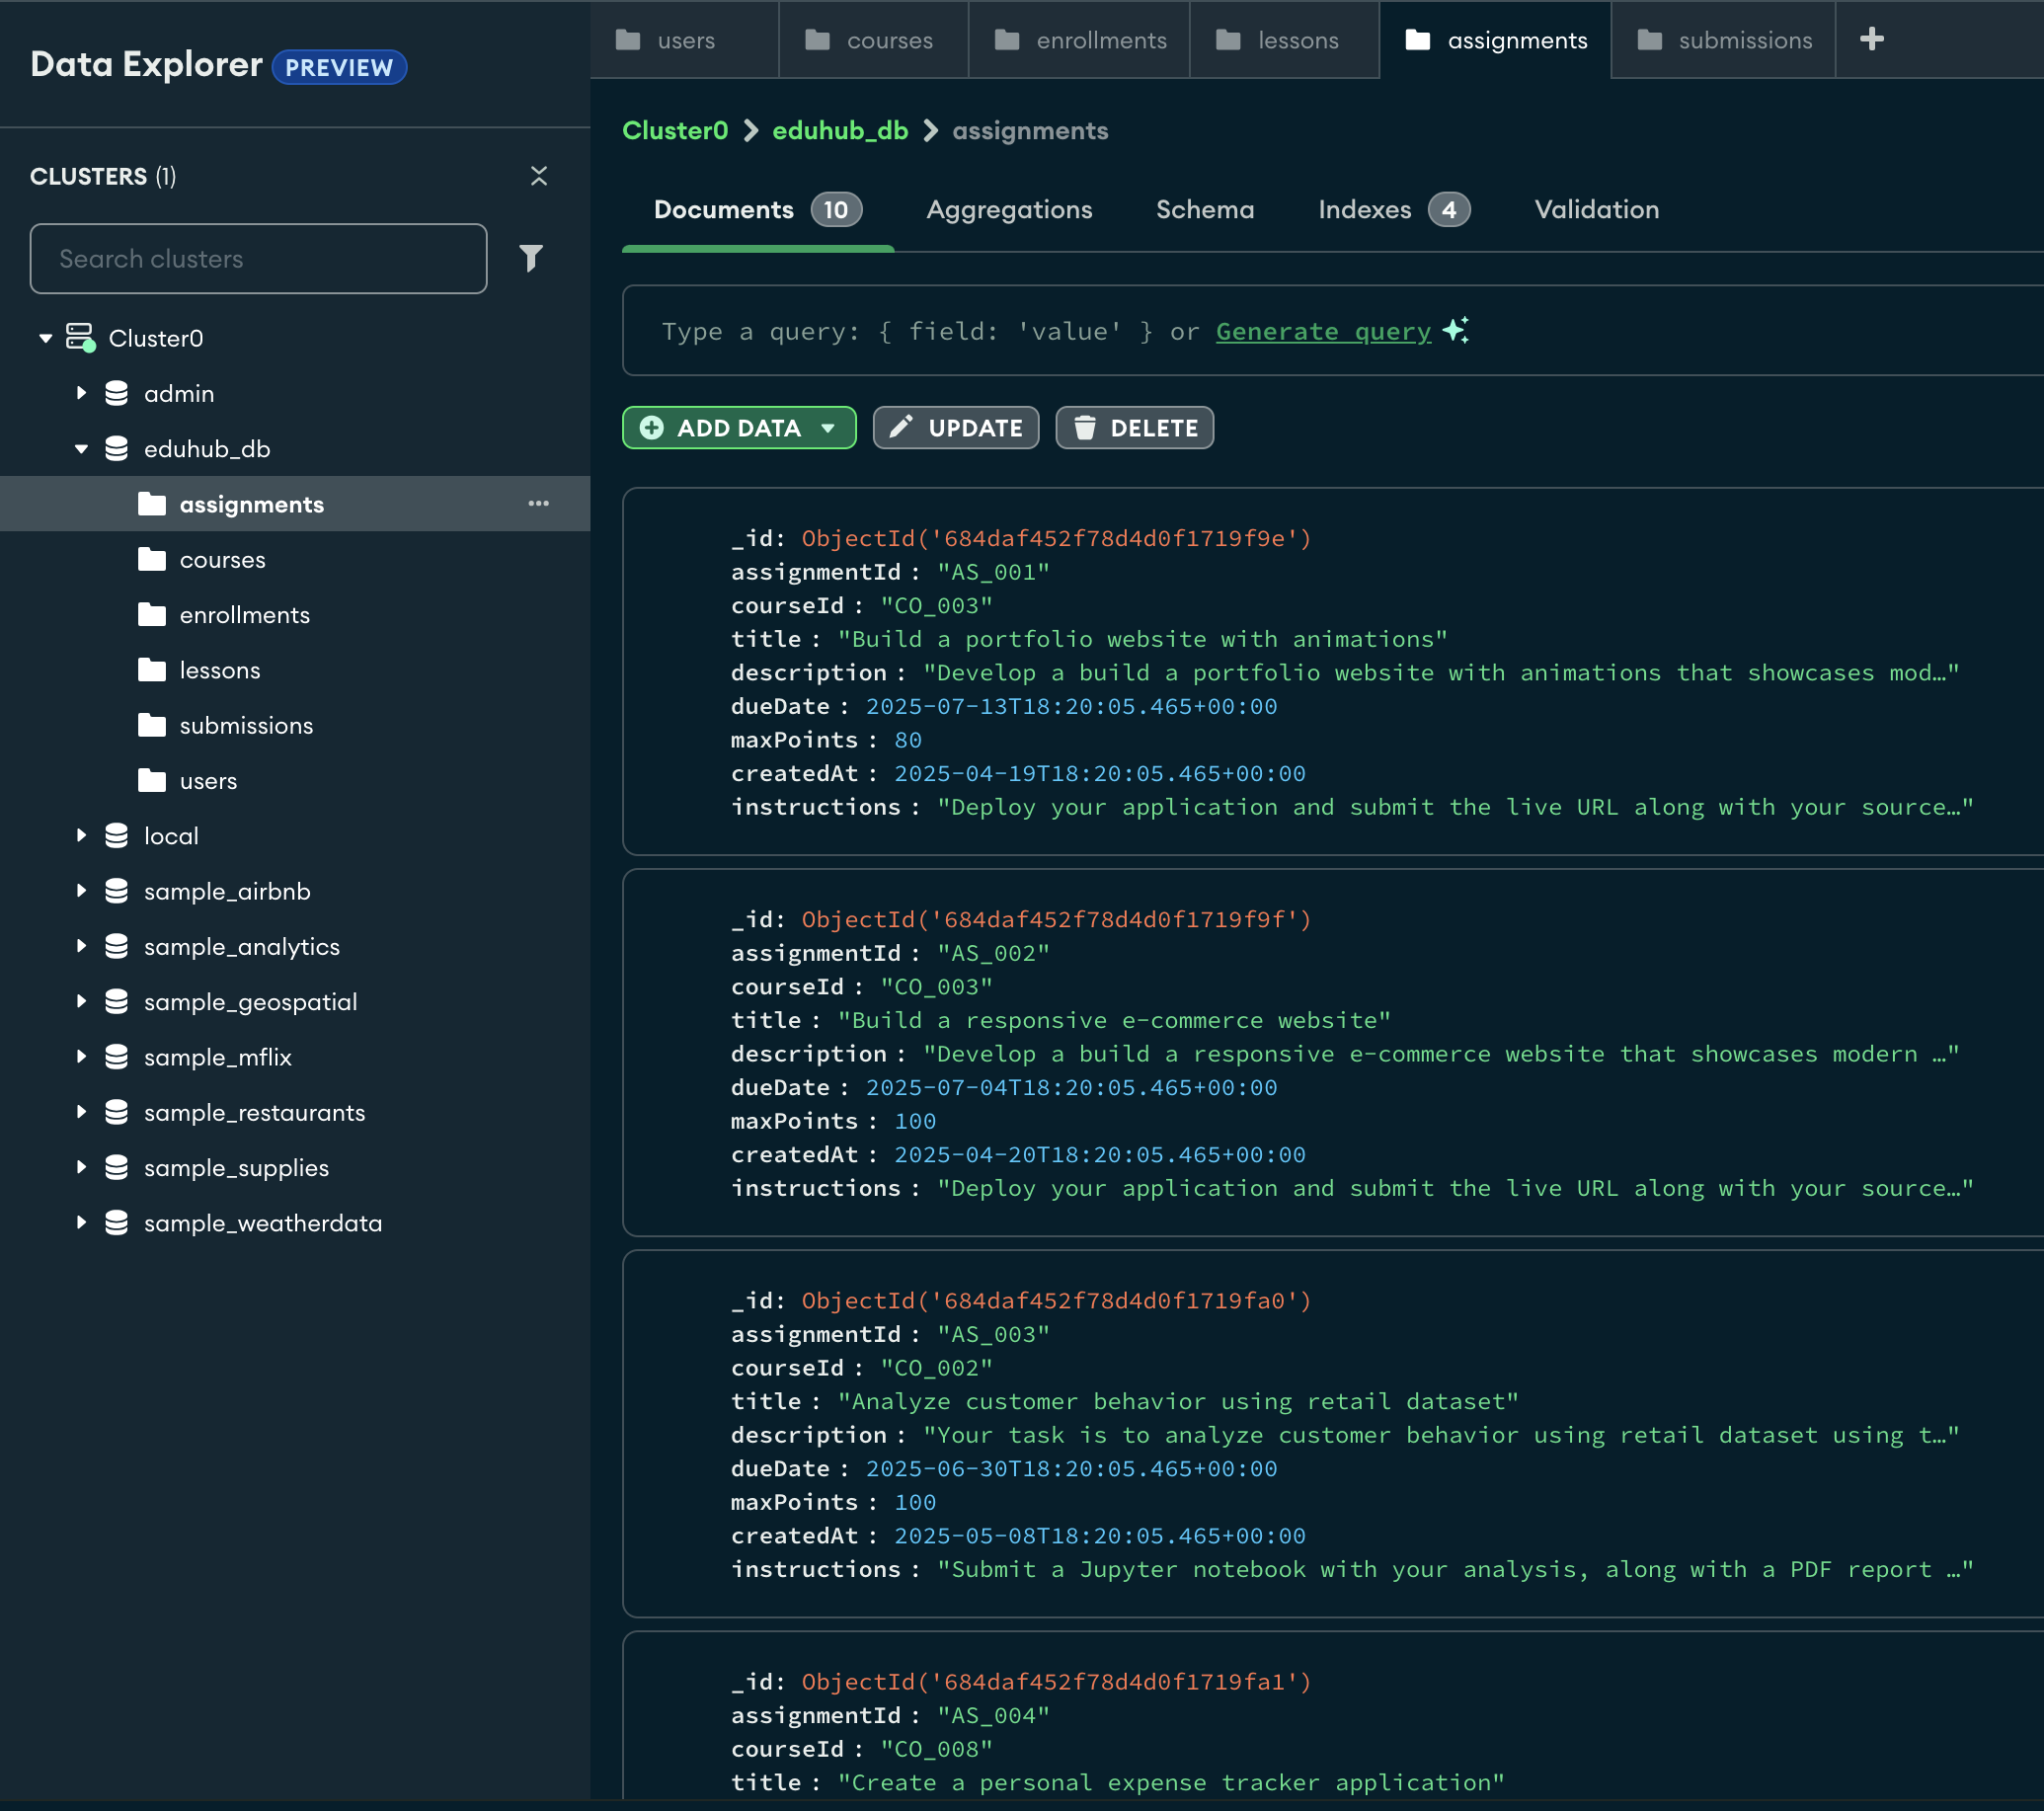 Data Explorer PREVIEW
CLUSTERS (1)
Search clusters
Cluster0
admin
eduhub_db
assignments
courses
enrollments
lessons
submissions
users
local
sample_airbnb
sample_analytics
sample_geospatial
sample_mflix
sample_restaurants
sample_supplies
sample_weatherdata
users courses enrollments lessons assignments submissions
Cluster0 > eduhub_db > assignments
Documents 10 Aggregations Schema Indexes 4 Validation
Type a query: { field: 'value' } or Generate query
ADD DATA UPDATE DELETE
_id: ObjectId('684daf452f78d4d0f1719f9e')
assignmentId : "AS_001"
courseId : "CO_003"
title : "Build a portfolio website with animations"
description : "Develop a build a portfolio website with animations that showcases mod…"
dueDate : 2025-07-13T18:20:05.465+00:00
maxPoints : 80
createdAt : 2025-04-19T18:20:05.465+00:00
instructions : "Deploy your application and submit the live URL along with your source…"
_id: ObjectId('684daf452f78d4d0f1719f9f')
assignmentId : "AS_002"
courseId : "CO_003"
title : "Build a responsive e-commerce website"
description : "Develop a build a responsive e-commerce website that showcases modern …"
dueDate : 2025-07-04T18:20:05.465+00:00
maxPoints : 100
createdAt : 2025-04-20T18:20:05.465+00:00
instructions : "Deploy your application and submit the live URL along with your source…"
_id: ObjectId('684daf452f78d4d0f1719fa0')
assignmentId : "AS_003"
courseId : "CO_002"
title : "Analyze customer behavior using retail dataset"
description : "Your task is to analyze customer behavior using retail dataset using t…"
dueDate : 2025-06-30T18:20:05.465+00:00
maxPoints : 100
createdAt : 2025-05-08T18:20:05.465+00:00
instructions : "Submit a Jupyter notebook with your analysis, along with a PDF report …"
_id: ObjectId('684daf452f78d4d0f1719fa1')
assignmentId : "AS_004"
courseId : "CO_008"
title : "Create a personal expense tracker application"